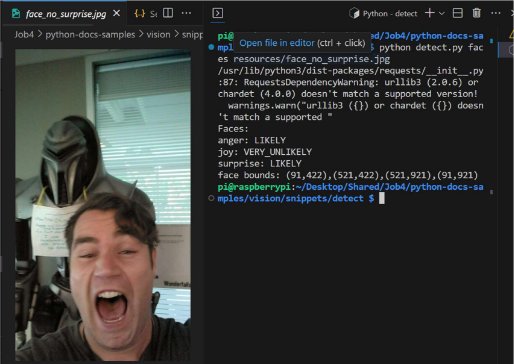 face_no_surprise.jpg
Python - detect
Job4 > python-docs-samples > vision > snipp
pi@
Job4/python-docs-sa
mpl
Open file in editor (ctrl + click)
$ python detect.py fac
es resources/face_no_surprise.jpg
/usr/lib/python3/dist-packages/requests/__init__.py
:87: RequestsDependencyWarning: urllib3 (2.0.6) or
chardet (4.0.0) doesn't match a supported version!
warnings.warn("urllib3 ({}) or chardet ({}) doesn
't match a supported "
Faces:
anger: LIKELY
joy: VERY_UNLIKELY
surprise: LIKELY
face bounds: (91,422),(521,422),(521,921),(91,921)
pi@raspberrypi:~/Desktop/Shared/Job4/python-docs-sa
mples/vision/snippets/detect $